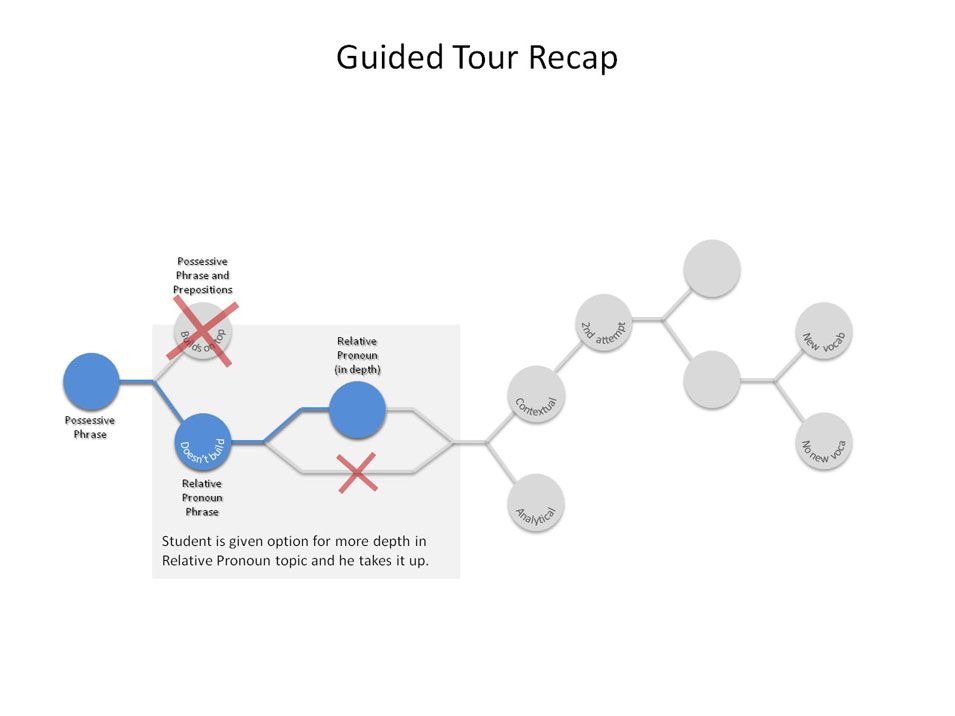 Guided Tour Recap
Possessive
Phrase and
Prepositions
Builds on top
Relative
Pronoun
(in depth)
Possessive
Phrase
Doesn't build
Relative
Pronoun
Phrase
Contextual
Analytical
2nd attempt
New vocab
No new voca
Student is given option for more depth in
Relative Pronoun topic and he takes it up.